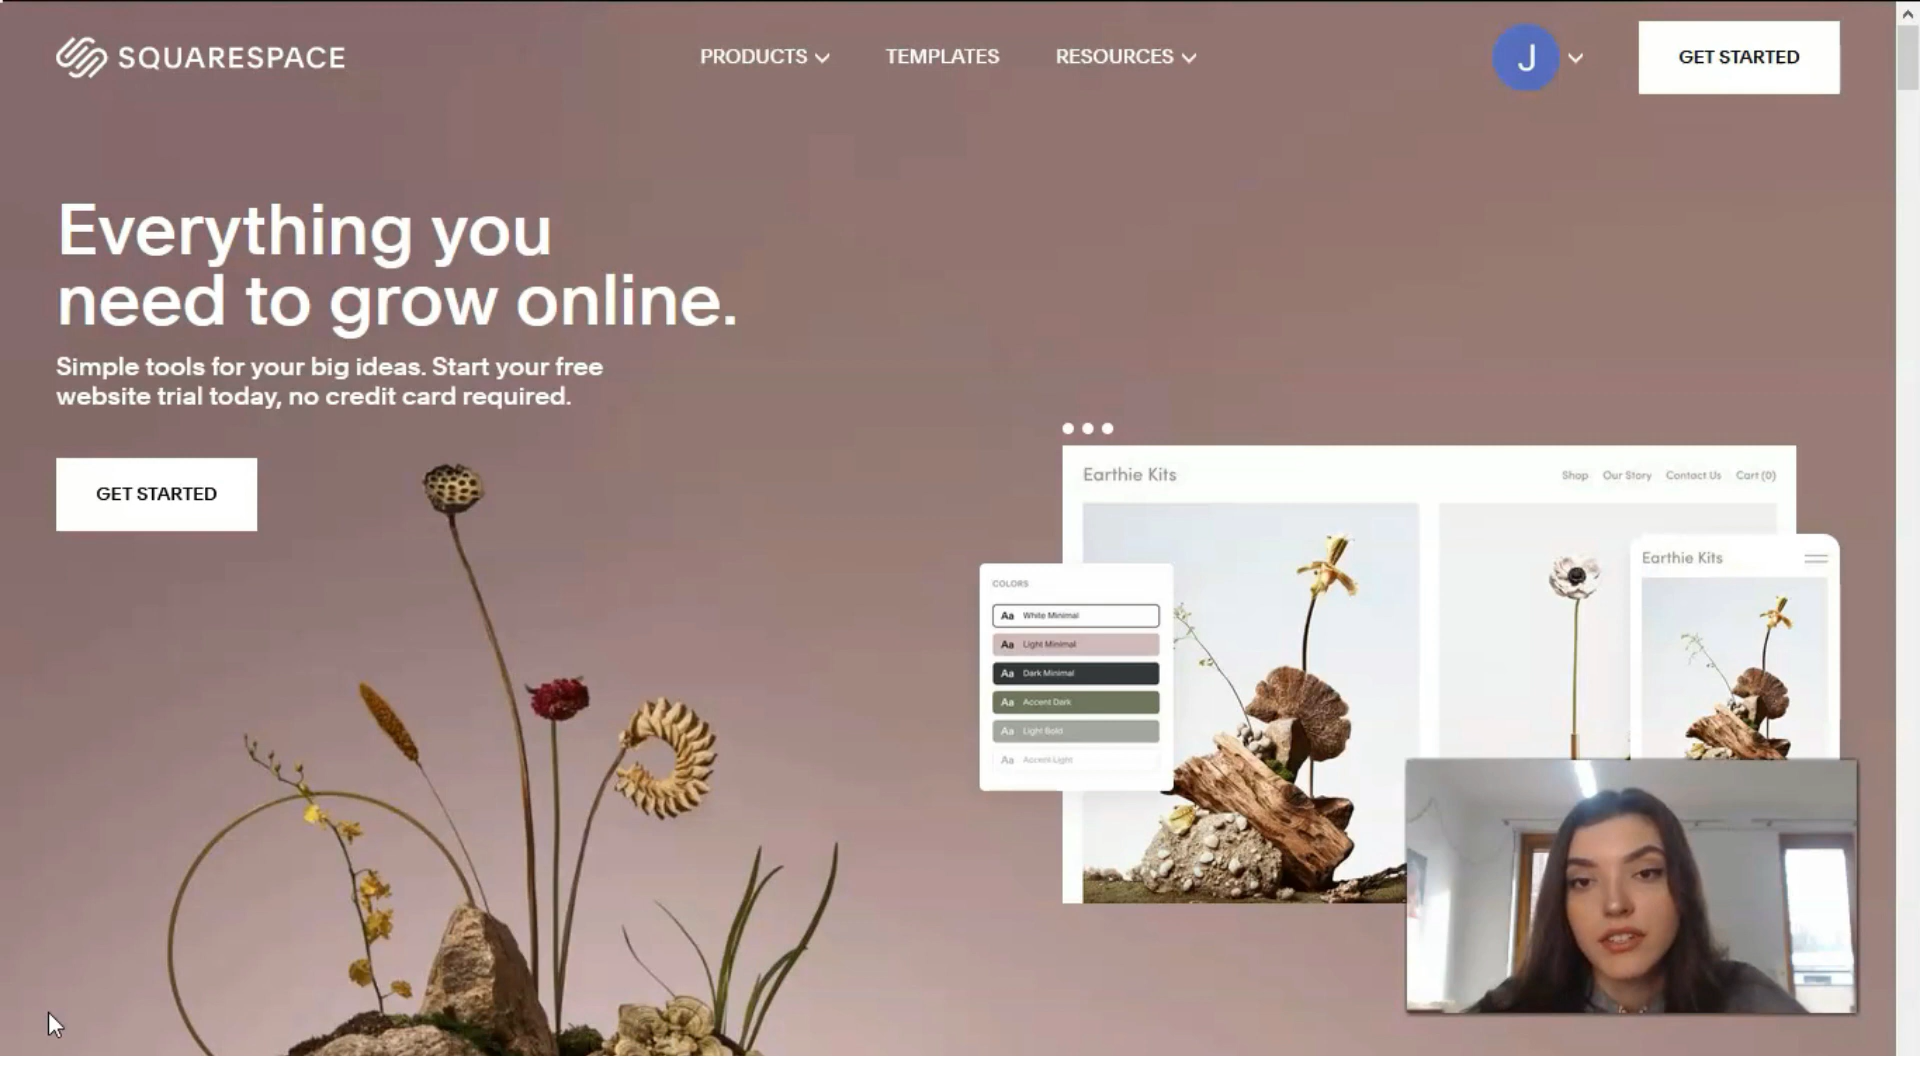 SQUARESPACE
PRODUCTS
TEMPLATES
RESOURCES
J
GET STARTED
Everything you
need to grow online.
Simple tools for your big ideas. Start your free
website trial today, no credit card required.
GET STARTED
Earthie Kits
Shop
Our Story
Contact Us
Cart (0)
Earthie Kits
COLORS
Aa White Minimal
Aa Light Minimal
Aa Dark Minimal
Aa Accent Dark
Aa Light Bold
Aa Accent Light